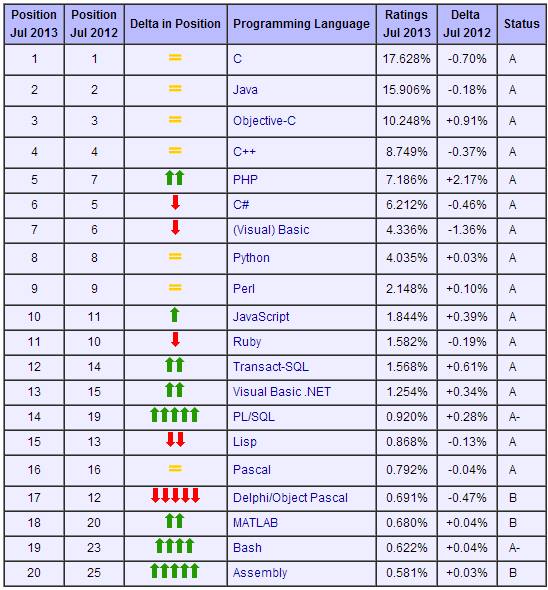 Position Jul 2013 Position Jul 2012 Delta in Position Programming Language Ratings Jul 2013 Delta Jul 2012 Status
1 1 = C 17.628% -0.70% A
2 2 = Java 15.906% -0.18% A
3 3 = Objective-C 10.248% +0.91% A
4 4 = C++ 8.749% -0.37% A
5 7 PHP 7.186% +2.17% A
6 5 C# 6.212% -0.46% A
7 6 (Visual) Basic 4.336% -1.36% A
8 8 = Python 4.035% +0.03% A
9 9 = Perl 2.148% +0.10% A
10 11 JavaScript 1.844% +0.39% A
11 10 Ruby 1.582% -0.19% A
12 14 Transact-SQL 1.568% +0.61% A
13 15 Visual Basic .NET 1.254% +0.34% A
14 19 PL/SQL 0.920% +0.28% A-
15 13 Lisp 0.868% -0.13% A
16 16 = Pascal 0.792% -0.04% A
17 12 Delphi/Object Pascal 0.691% -0.47% B
18 20 MATLAB 0.680% +0.04% B
19 23 Bash 0.622% +0.04% A-
20 25 Assembly 0.581% +0.03% B